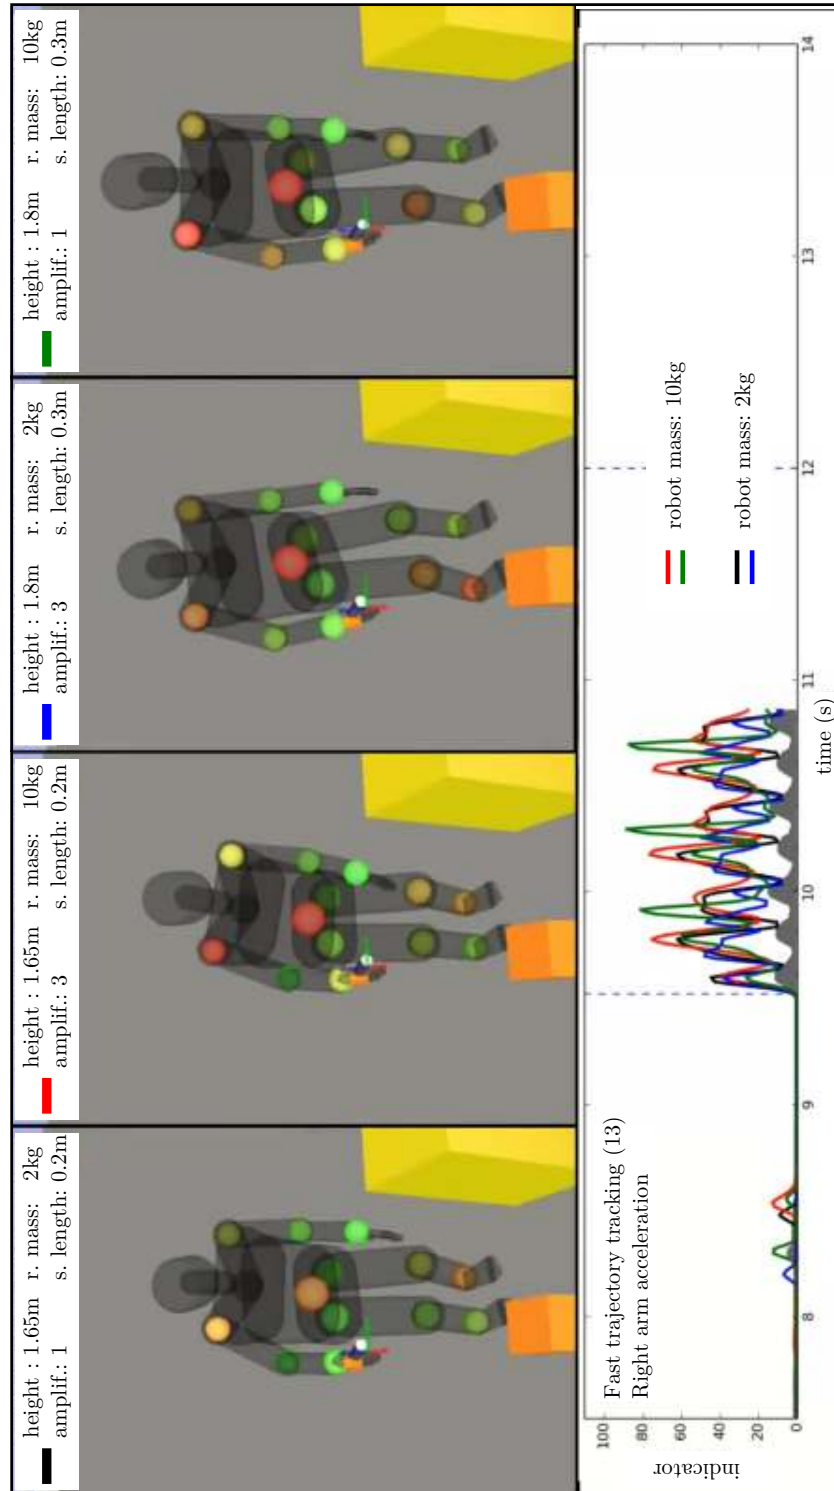 height : 1.65m r. mass: 2kg
amplif.: 1 s. length: 0.2m
height : 1.65m r. mass: 10kg
amplif.: 3 s. length: 0.2m
height : 1.8m r. mass: 2kg
amplif.: 3 s. length: 0.3m
height : 1.8m r. mass: 10kg
amplif.: 1 s. length: 0.3m
Fast trajectory tracking (13)
Right arm acceleration
robot mass: 10kg
robot mass: 2kg
indicator
100
80
60
40
20
0
8 9 10 11 12 13 14
time (s)